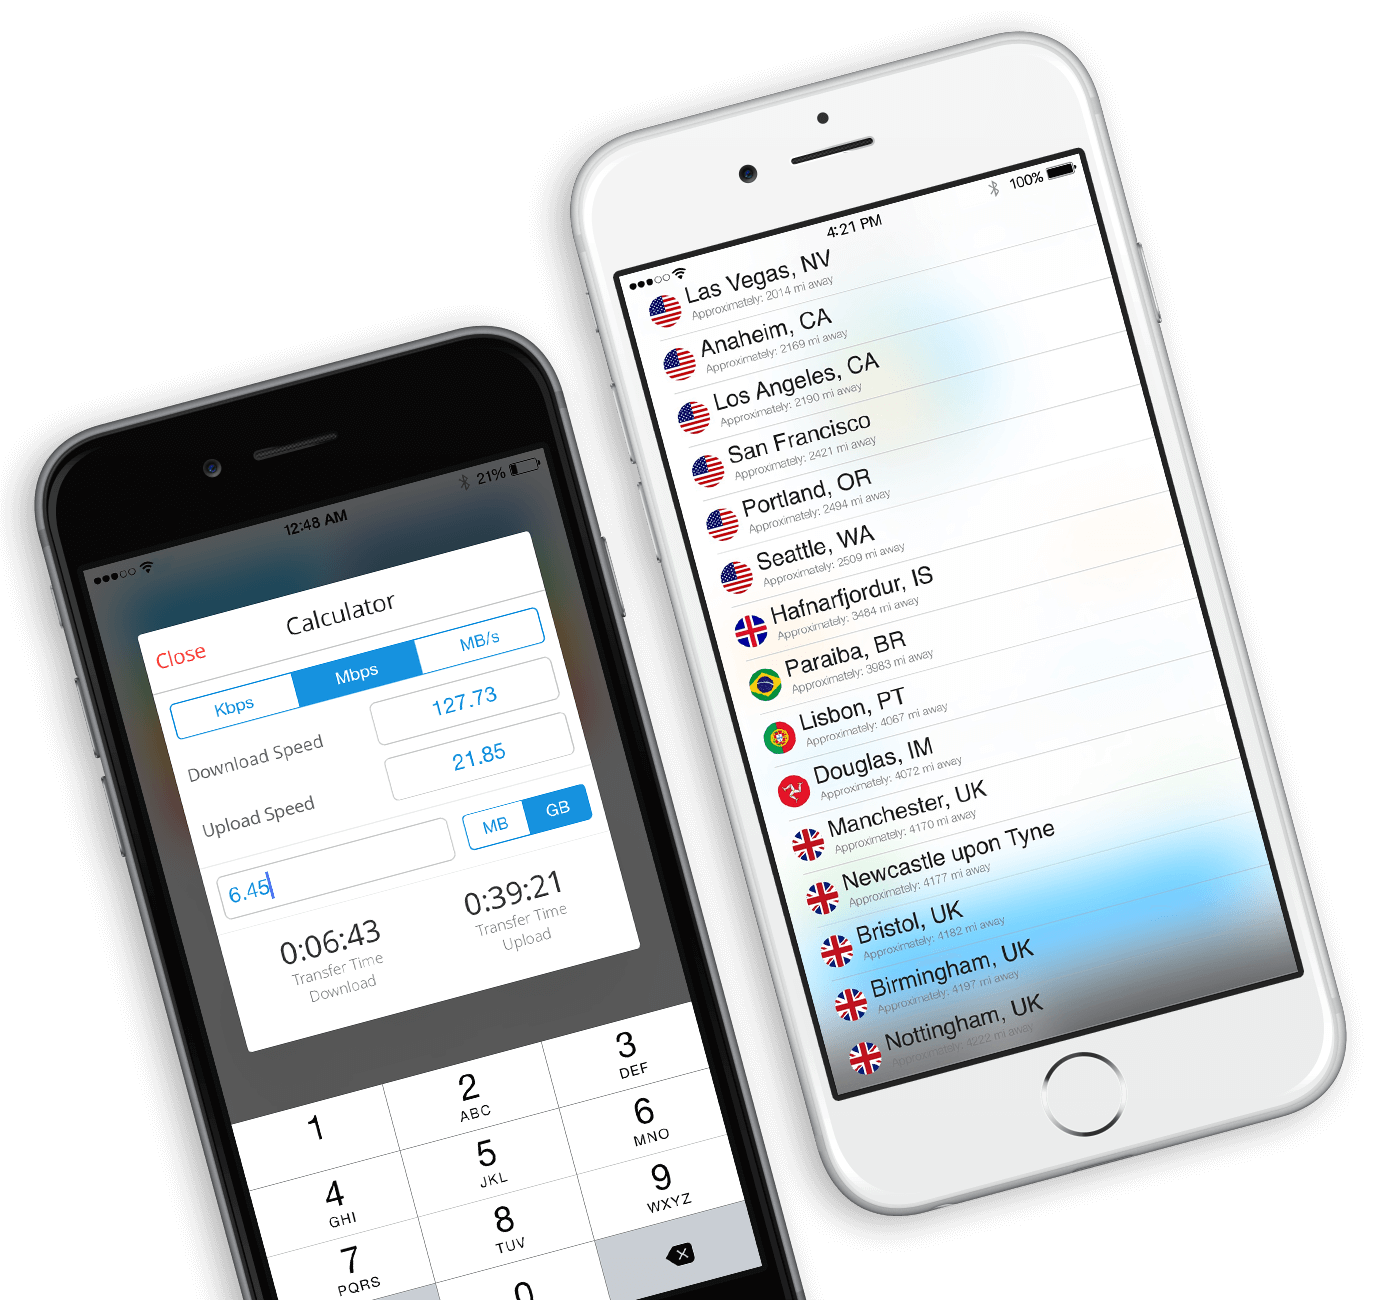 12:48 AM
21%
Close
Calculator
Kbps
Mbps
MB/s
Download Speed
127.73
Upload Speed
21.85
6.45
MB
GB
0:06:43
Transfer Time
Download
0:39:21
Transfer Time
Upload
1
2
ABC
3
DEF
4
GHI
5
JKL
6
MNO
7
PQRS
8
TUV
9
WXYZ
0
4:21 PM
100%
Las Vegas, NV
Approximately: 2014 mi away
Anaheim, CA
Approximately: 2169 mi away
Los Angeles, CA
Approximately: 2190 mi away
San Francisco
Approximately: 2421 mi away
Portland, OR
Approximately: 2494 mi away
Seattle, WA
Approximately: 2509 mi away
Hafnarfjordur, IS
Approximately: 3484 mi away
Paraiba, BR
Approximately: 3983 mi away
Lisbon, PT
Approximately: 4067 mi away
Douglas, IM
Approximately: 4072 mi away
Manchester, UK
Approximately: 4170 mi away
Newcastle upon Tyne
Approximately: 4177 mi away
Bristol, UK
Approximately: 4182 mi away
Birmingham, UK
Approximately: 4197 mi away
Nottingham, UK
Approximately: 4222 mi away